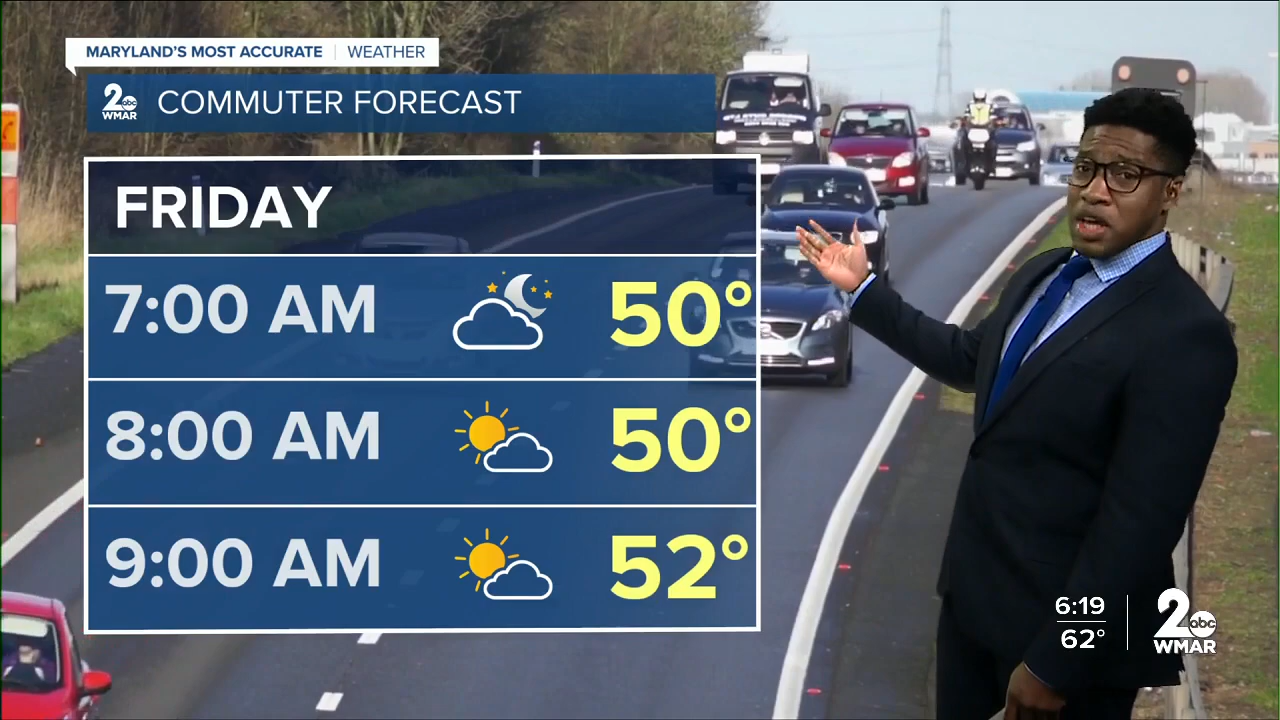 MARYLAND'S MOST ACCURATE | WEATHER
2 abc WMAR COMMUTER FORECAST
FRIDAY
7:00 AM 50°
8:00 AM 50°
9:00 AM 52°
6:19
62°
2 abc
WMAR